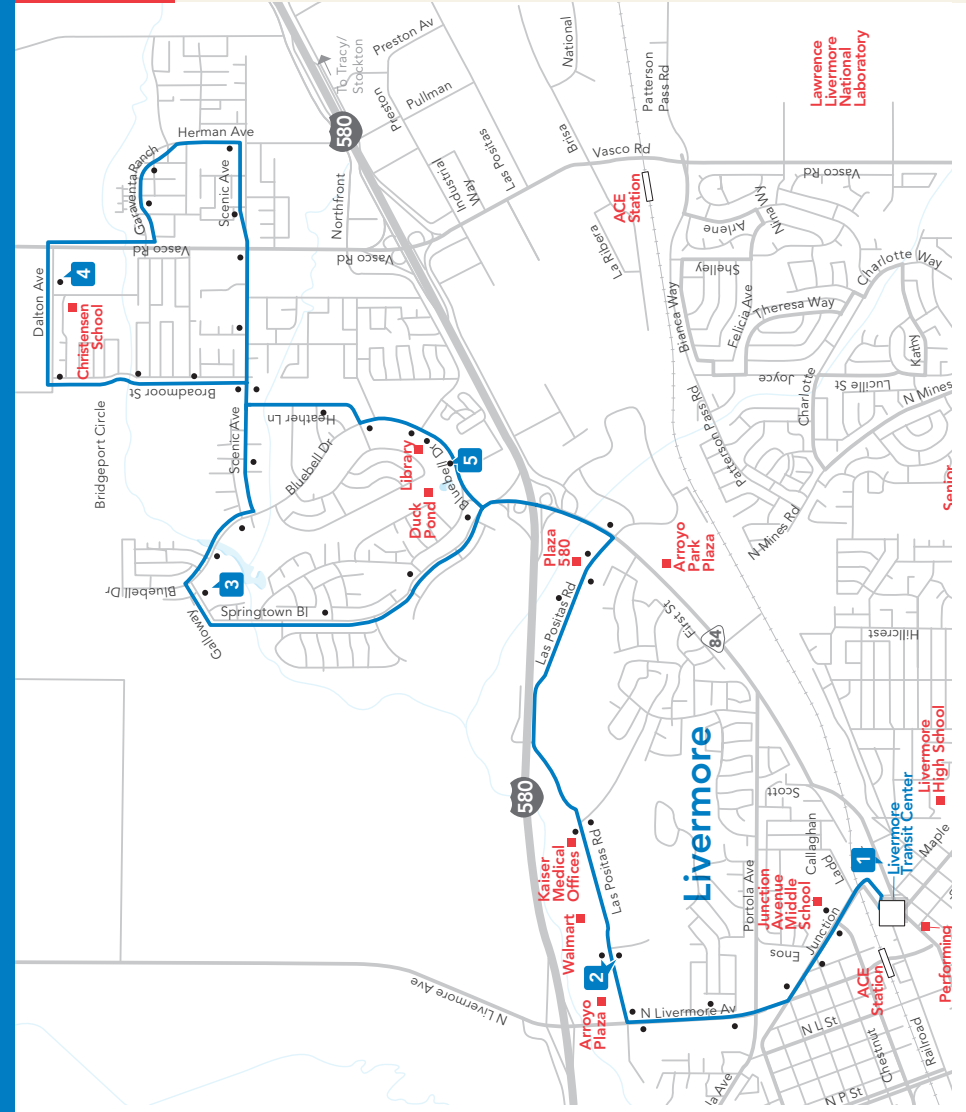 To Tracy/
Stockton
Preston Av
National
Pullman
Preston
580
Patterson
Pass Rd
Lawrence
Livermore
National
Laboratory
Herman Ave
Garaventa Ranch
Scenic Ave
Northfront
Industrial
Way
Las Positas
Brisa
Vasco Rd
Vasco Rd
ACE
Station
Vasco Rd
Vasco Rd
La Ribera
Arlene
Nina Wy
Shelley
Charlotte Way
Dalton Ave
4
Christensen
School
Bianca Way
Felicia Ave
Theresa Way
Kathy
Broadmoor St
Joyce
Lucille St
N Mines
Charlotte
Bridgeport Circle
Scenic Ave
Heather Ln
Bluebell Dr
Library
Bluebell Dr
5
Duck
Pond
Patterson Pass Rd
Senior
N Mines Rd
Plaza
580
Arroyo
Park
Plaza
Bluebell Dr
3
Galloway
Springtown Bl
Las Positas Rd
First St
84
Hillcrest
580
Livermore
Scott
Livermore
High School
Livermore
Transit Center
Maple
Kaiser
Medical
Offices
Las Positas Rd
Callaghan
Ladd
1
Walmart
Portola Ave
Junction
Avenue
Middle
School
Junction
Enos
2
Arroyo
Plaza
N Livermore Ave
N Livermore Av
ACE
Station
Performing
N L St
Chestnut
Railroad
N P St
la Ave